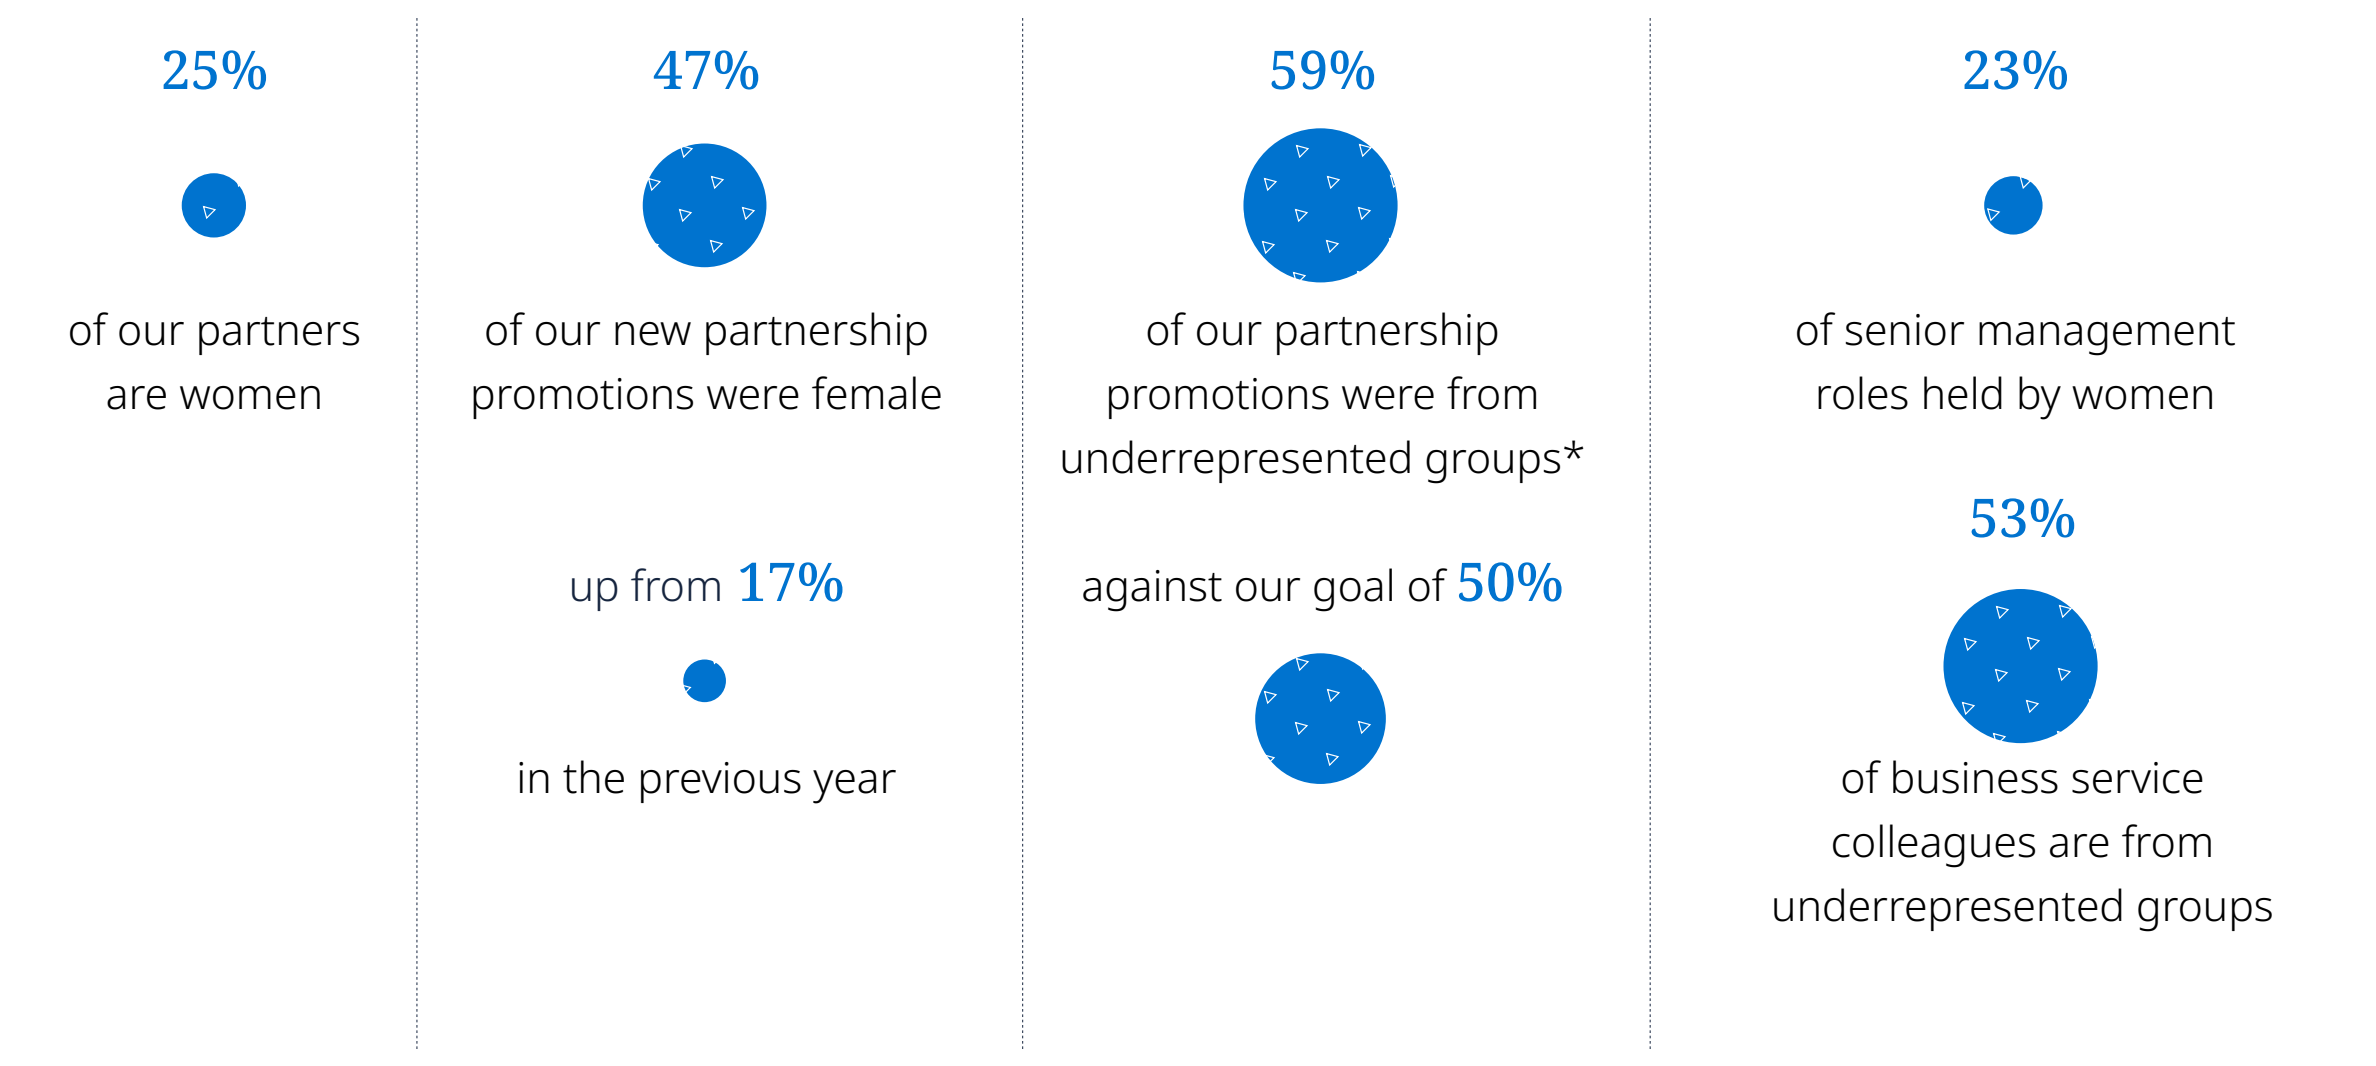 25%
of our partners
are women
47%
of our new partnership
promotions were female
up from 17%
in the previous year
59%
of our partnership
promotions were from
underrepresented groups*
against our goal of 50%
23%
of senior management
roles held by women
53%
of business service
colleagues are from
underrepresented groups